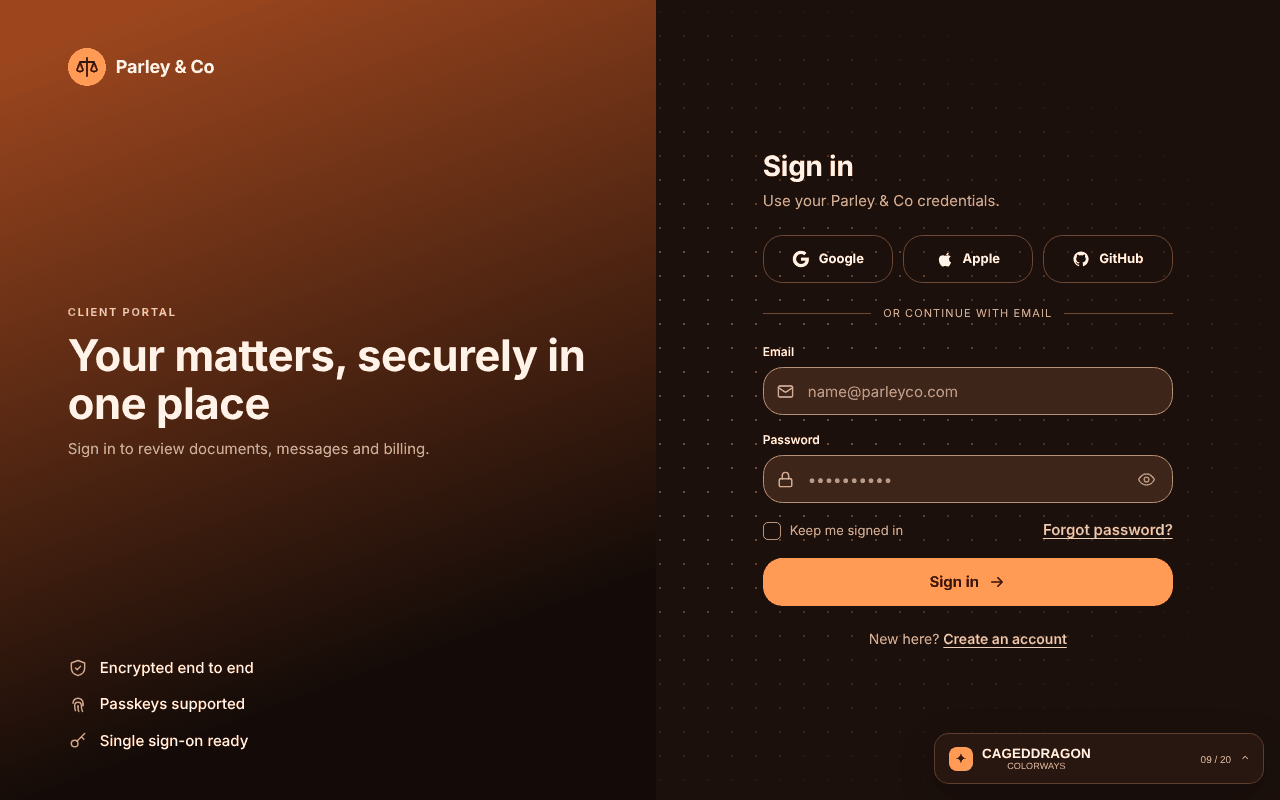 Parley & Co
CLIENT PORTAL
Your matters, securely in
one place
Sign in to review documents, messages and billing.
Encrypted end to end
Passkeys supported
Single sign-on ready
Sign in
Use your Parley & Co credentials.
Google
Apple
GitHub
OR CONTINUE WITH EMAIL
Email
name@parleyco.com
Password
••••••••••
Keep me signed in
Forgot password?
Sign in →
New here? Create an account
CAGEDDRAGON
COLORWAYS
09 / 20